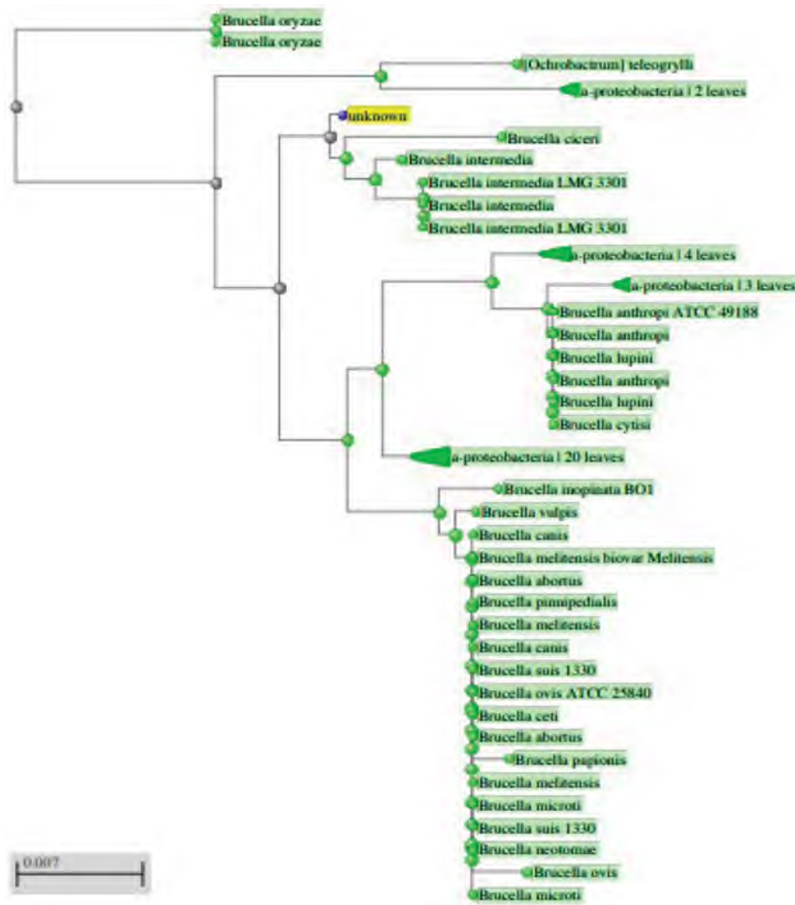 Brucella oryzae
Brucella oryzae
[Ochrobactrum] teleogrylli
a-proteobacteria | 2 leaves
unknown
Brucella ciceri
Brucella intermedia
Brucella intermedia LMG 3301
Brucella intermedia
Brucella intermedia LMG 3301
a-proteobacteria | 4 leaves
a-proteobacteria | 3 leaves
Brucella anthropi ATCC 49188
Brucella anthropi
Brucella lupini
Brucella anthropi
Brucella lupini
Brucella cytisi
a-proteobacteria | 20 leaves
Brucella inopinata BO1
Brucella vulpis
Brucella canis
Brucella melitensis biovar Melitensis
Brucella abortus
Brucella pinnipedialis
Brucella melitensis
Brucella canis
Brucella suis 1330
Brucella ovis ATCC 25840
Brucella ceti
Brucella abortus
Brucella papionis
Brucella melitensis
Brucella microti
Brucella suis 1330
Brucella neotomae
Brucella ovis
Brucella microti
0.007